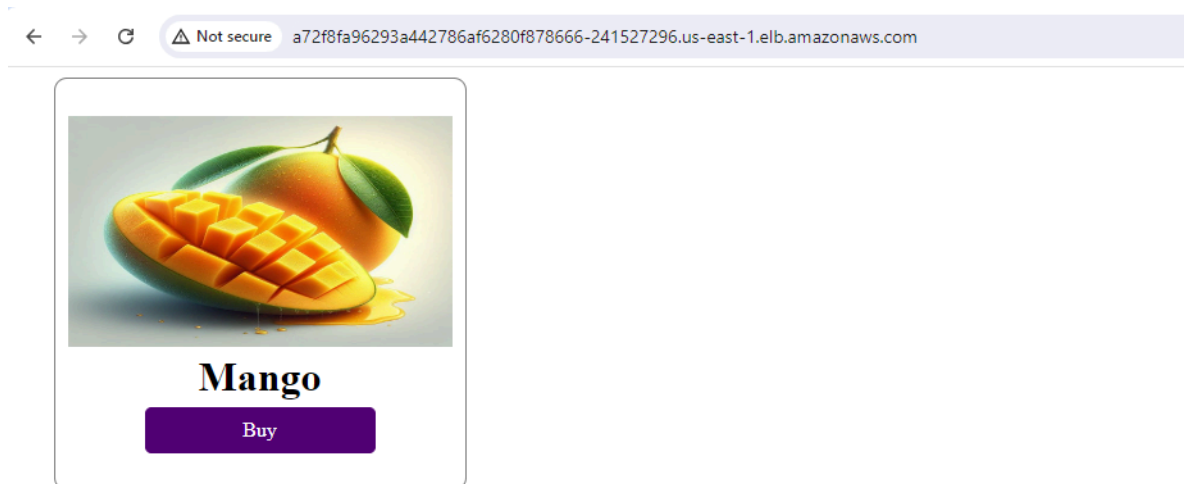 Not secure a72f8fa96293a442786af6280f878666-241527296.us-east-1.elb.amazonaws.com
Mango
Buy